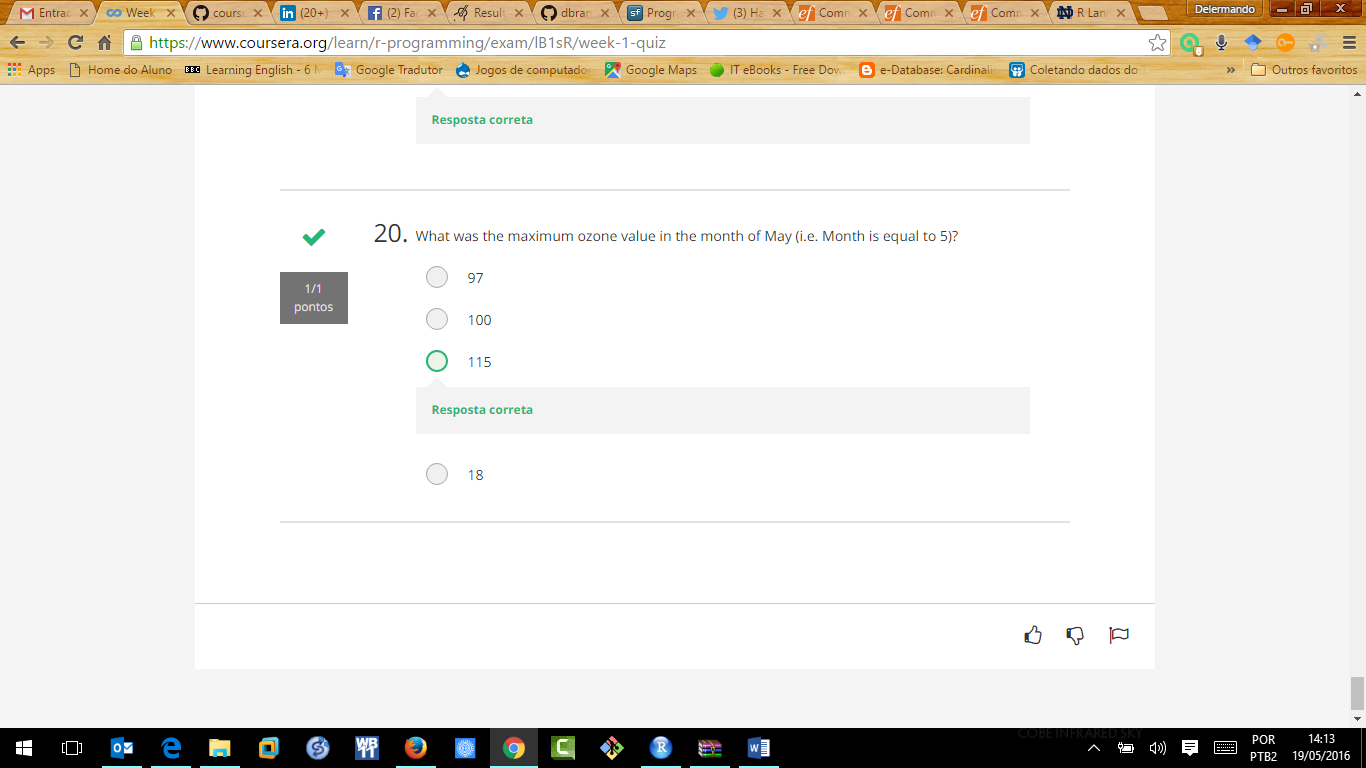 Entrac
Week
course
(20+)
(2) Fa
Result
dbran
Progr
(3) Ha
Comm
Comm
Comm
R Lan
Delermando
https://www.coursera.org/learn/r-programming/exam/lB1sR/week-1-quiz
Apps
Home do Aluno
BBC
Learning English - 6 M
Google Tradutor
Jogos de computado
Google Maps
IT eBooks - Free Dow
e-Database: Cardinali
Coletando dados do
»
Outros favoritos
Resposta correta
20. What was the maximum ozone value in the month of May (i.e. Month is equal to 5)?
1/1
pontos
97
100
115
Resposta correta
18
COBE INFRARED SKY
POR
PTB2
14:13
19/05/2016